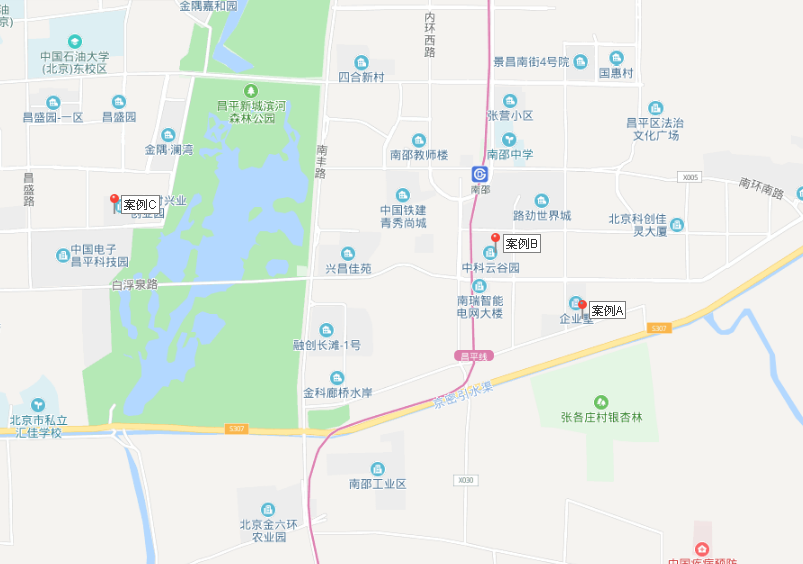 金隅嘉和园
内
环
西
路
中国石油大学
(北京)东校区
四合新村
景昌南街4号院
国惠村
昌平新城滨河
森林公园
昌盛园-一区
昌盛园
张营小区
昌平区法治
文化广场
金隅·澜湾
南
丰
路
南邵教师楼
南邵中学
昌
盛
路
南邵
X005
南环南路
案例C
兴业
创业园
中国铁建
青秀尚城
路劲世界城
北京科创佳
灵大厦
案例B
中国电子
昌平科技园
兴昌佳苑
中科云谷园
白浮泉路
南瑞智能
电网大楼
案例A
企业墅
S307
融创长滩-1号
昌平线
金科廊桥水岸
京密引水渠
北京市私立
汇佳学校
张各庄村银杏林
S307
南邵工业区
X030
北京金六环
农业园
中国疾病预防